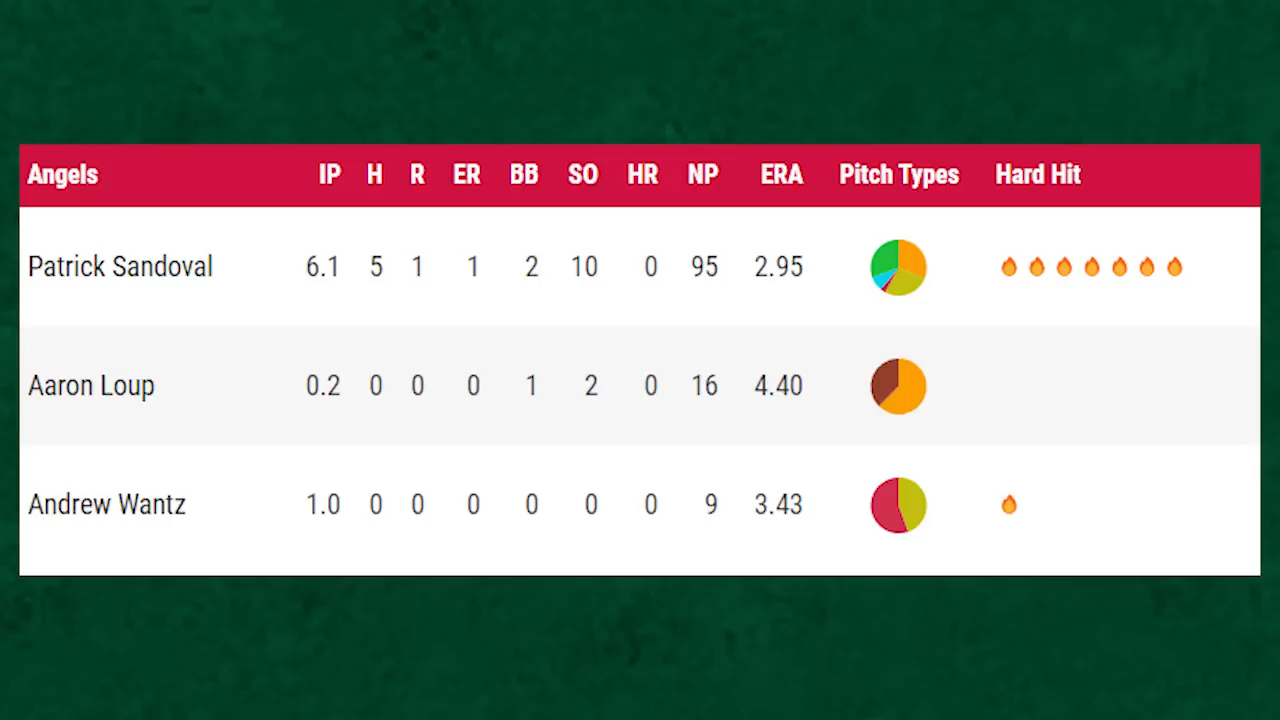 Angels IP H R ER BB SO HR NP ERA Pitch Types Hard Hit
Patrick Sandoval 6.1 5 1 1 2 10 0 95 2.95
Aaron Loup 0.2 0 0 0 1 2 0 16 4.40
Andrew Wantz 1.0 0 0 0 0 0 0 9 3.43